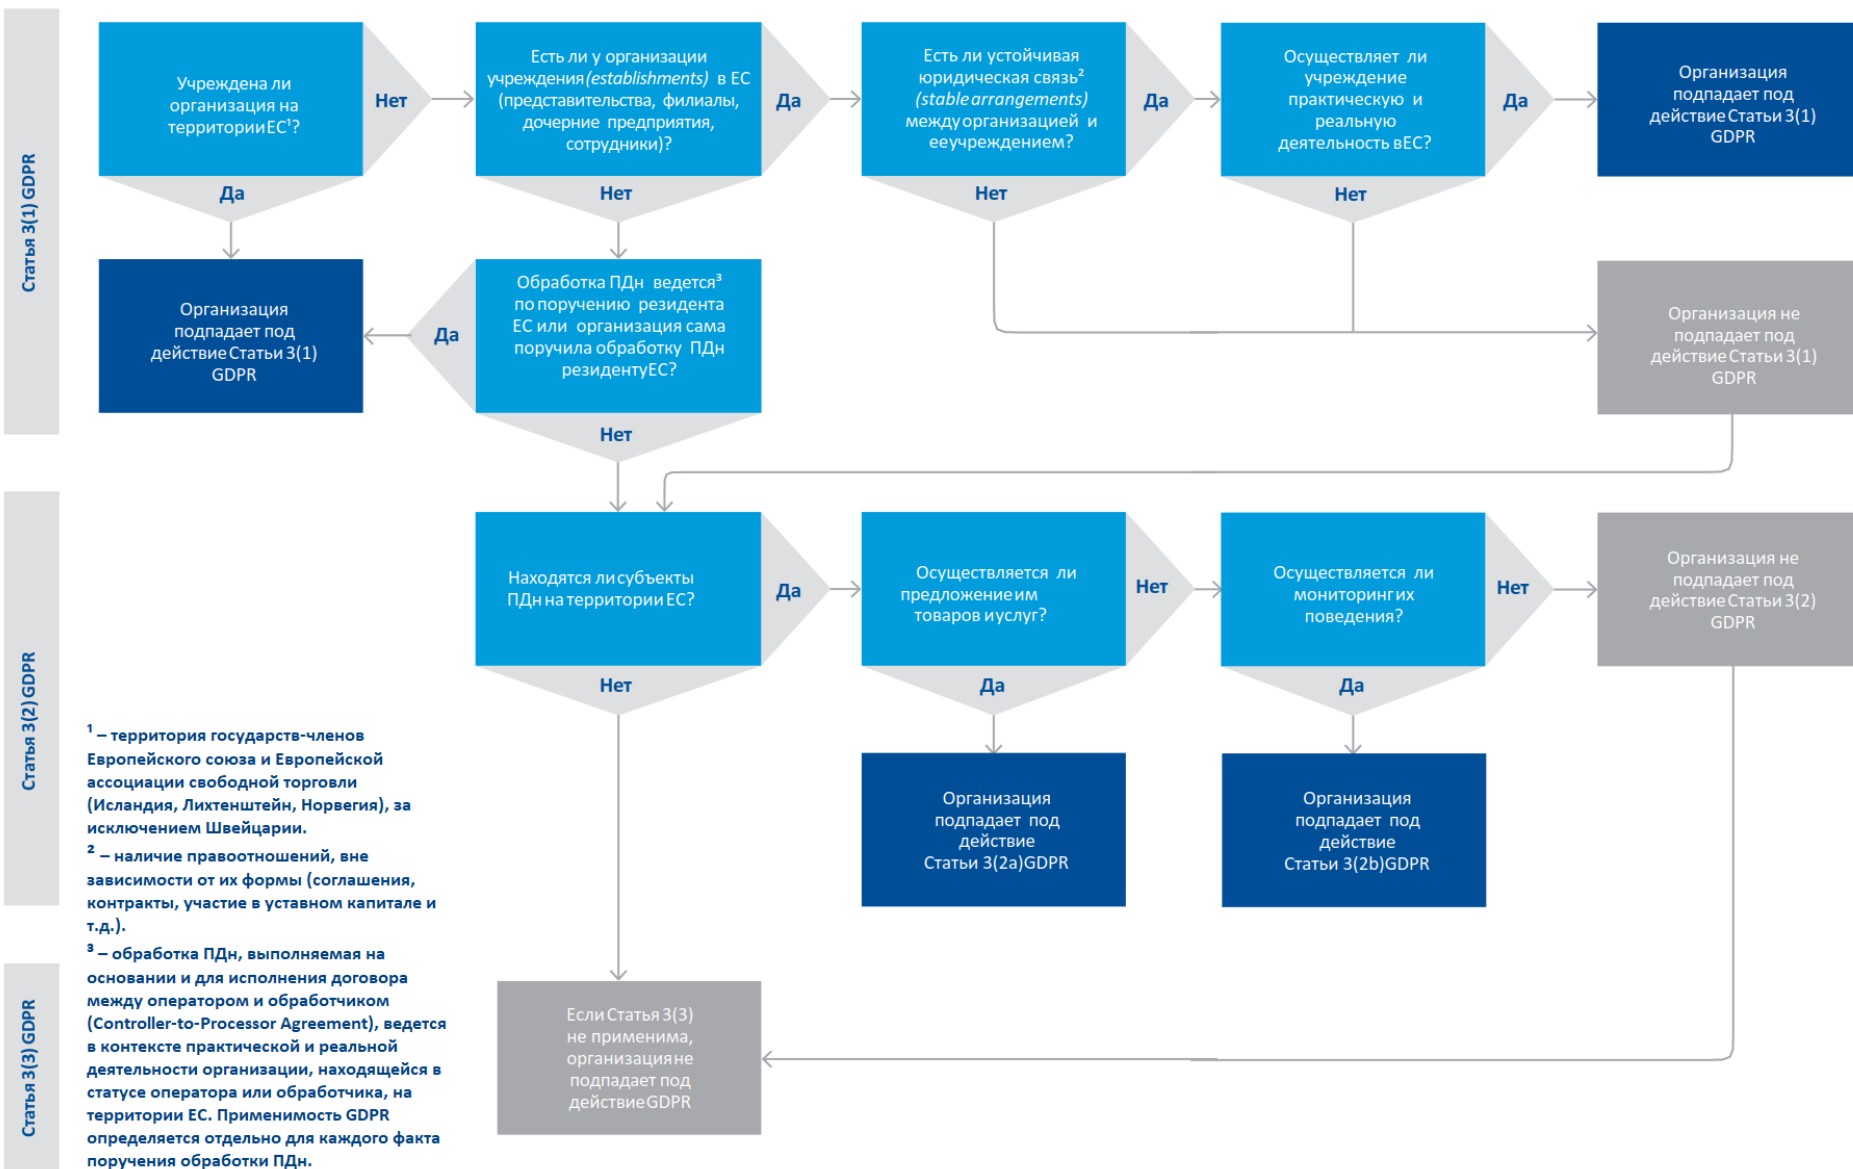 Статья 3(1) GDPR
Учреждена ли
организация на
территории ЕС¹?
Нет
Да
Есть ли у организации
учреждения (establishments) в ЕС
(представительства, филиалы,
дочерние предприятия,
сотрудники)?
Да
Нет
Есть ли устойчивая
юридическая связь²
(stable arrangements)
между организацией и
ее учреждением?
Да
Нет
Осуществляет ли
учреждение
практическую и
реальную
деятельность в ЕС?
Да
Нет
Организация
подпадает под
действие Статьи 3(1)
GDPR
Организация
подпадает под
действие Статьи 3(1)
GDPR
Да
Обработка ПДн ведется³
по поручению резидента
ЕС или организация сама
поручила обработку ПДн
резиденту ЕС?
Нет
Организация не
подпадает под
действие Статьи 3(1)
GDPR
Статья 3(2) GDPR
Находятся ли субъекты
ПДн на территории ЕС?
Да
Нет
Осуществляется ли
предложение им
товаров и услуг?
Нет
Да
Осуществляется ли
мониторинг их
поведения?
Нет
Да
Организация не
подпадает под
действие Статьи 3(2)
GDPR
Организация
подпадает под
действие
Статьи 3(2a) GDPR
Организация
подпадает под
действие
Статьи 3(2b) GDPR
¹ – территория государств-членов
Европейского союза и Европейской
ассоциации свободной торговли
(Исландия, Лихтенштейн, Норвегия), за
исключением Швейцарии.
² – наличие правоотношений, вне
зависимости от их формы (соглашения,
контракты, участие в уставном капитале и
т.д.).
³ – обработка ПДн, выполняемая на
основании и для исполнения договора
между оператором и обработчиком
(Controller-to-Processor Agreement), ведется
в контексте практической и реальной
деятельности организации, находящейся в
статусе оператора или обработчика, на
территории ЕС. Применимость GDPR
определяется отдельно для каждого факта
поручения обработки ПДн.
Статья 3(3) GDPR
Если Статья 3(3)
не применима,
организация не
подпадает под
действие GDPR